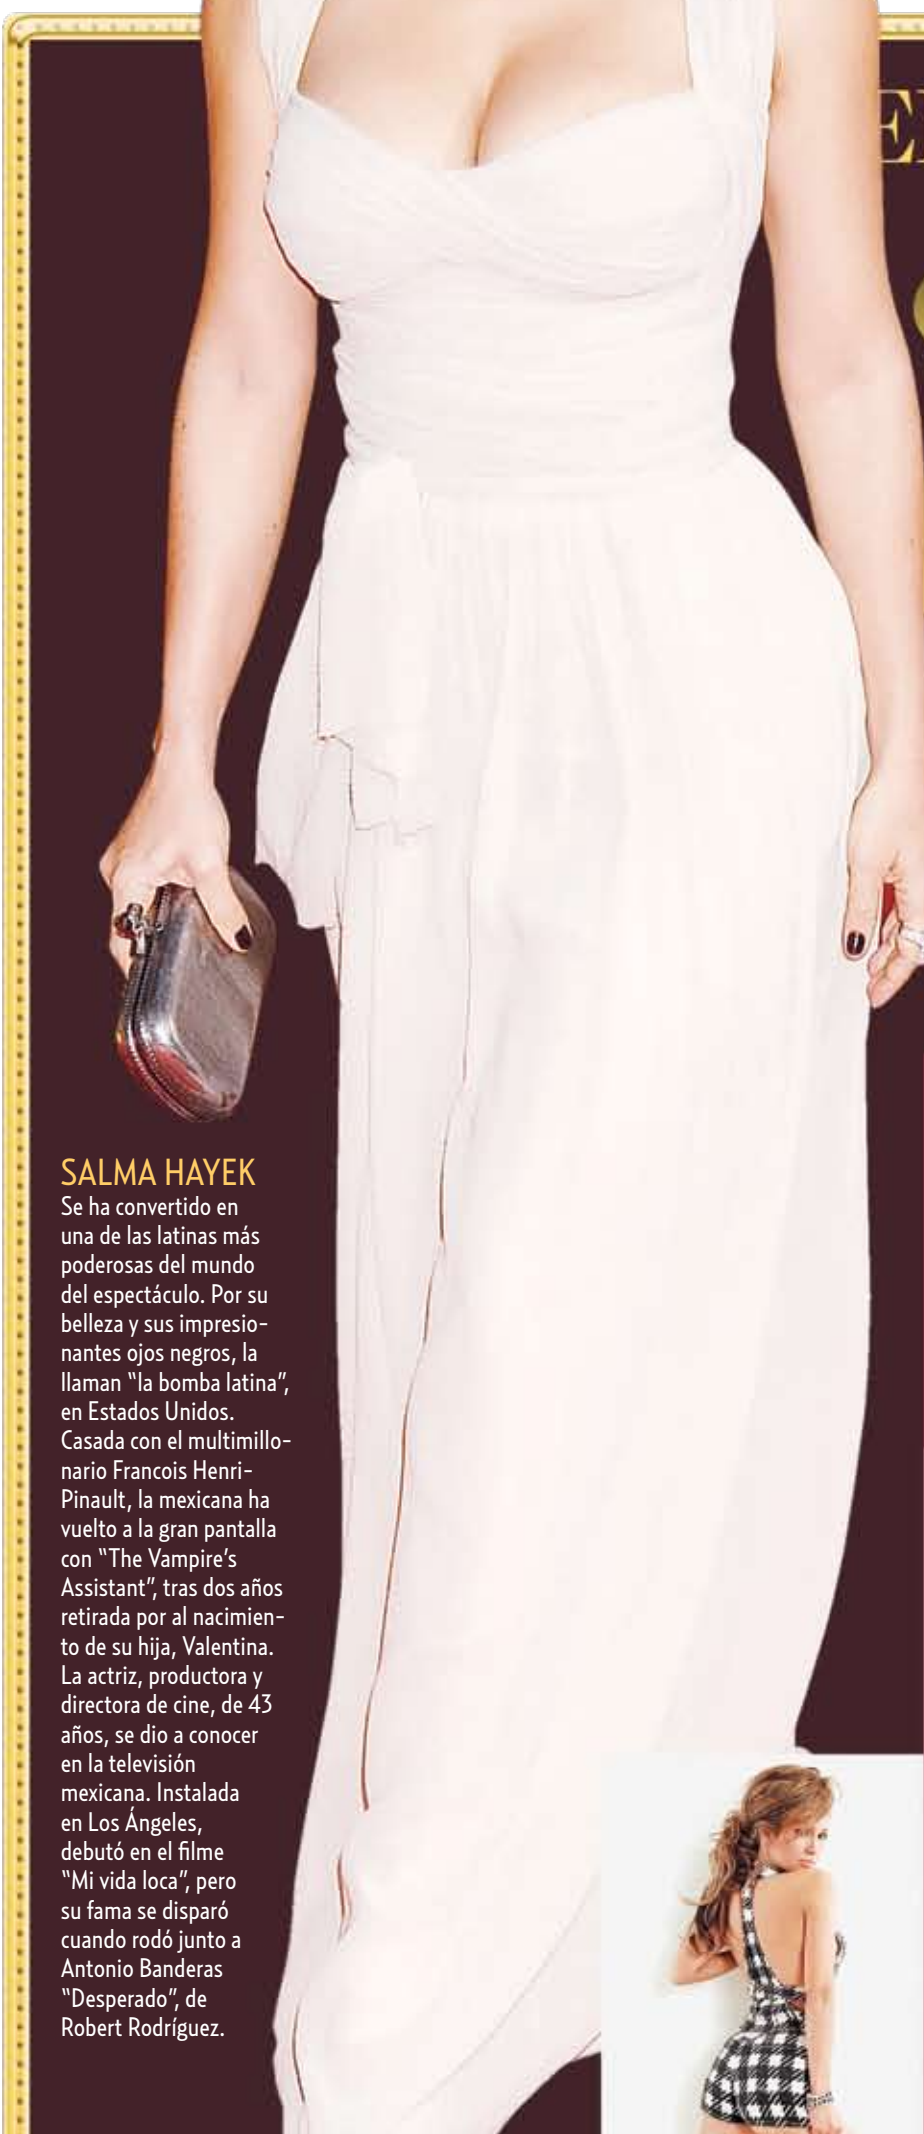 SALMA HAYEK
Se ha convertido en
una de las latinas más
poderosas del mundo
del espectáculo. Por su
belleza y sus impresio-
nantes ojos negros, la
llaman “la bomba latina”,
en Estados Unidos.
Casada con el multimillo-
nario Francois Henri-
Pinault, la mexicana ha
vuelto a la gran pantalla
con “The Vampire’s
Assistant”, tras dos años
retirada por al nacimien-
to de su hija, Valentina.
La actriz, productora y
directora de cine, de 43
años, se dio a conocer
en la televisión
mexicana. Instalada
en Los Ángeles,
debutó en el filme
“Mi vida loca”, pero
su fama se disparó
cuando rodó junto a
Antonio Banderas
“Desperado”, de
Robert Rodríguez.